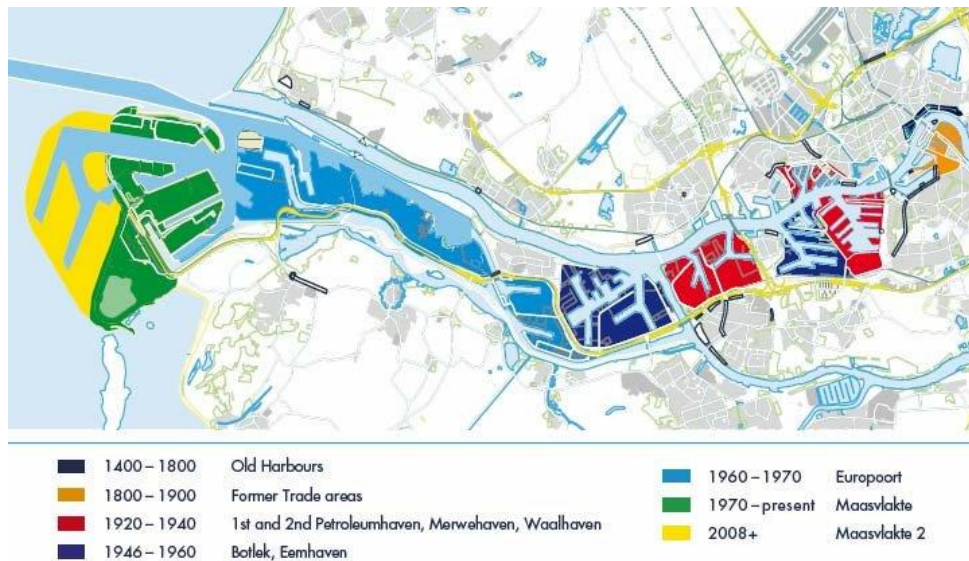 1400 – 1800 Old Harbours
1800 – 1900 Former Trade areas
1920 – 1940 1st and 2nd Petroleumhaven, Merwehaven, Waalhaven
1946 – 1960 Botlek, Eemhaven
1960 – 1970 Europoort
1970 – present Maasvlakte
2008+ Maasvlakte 2